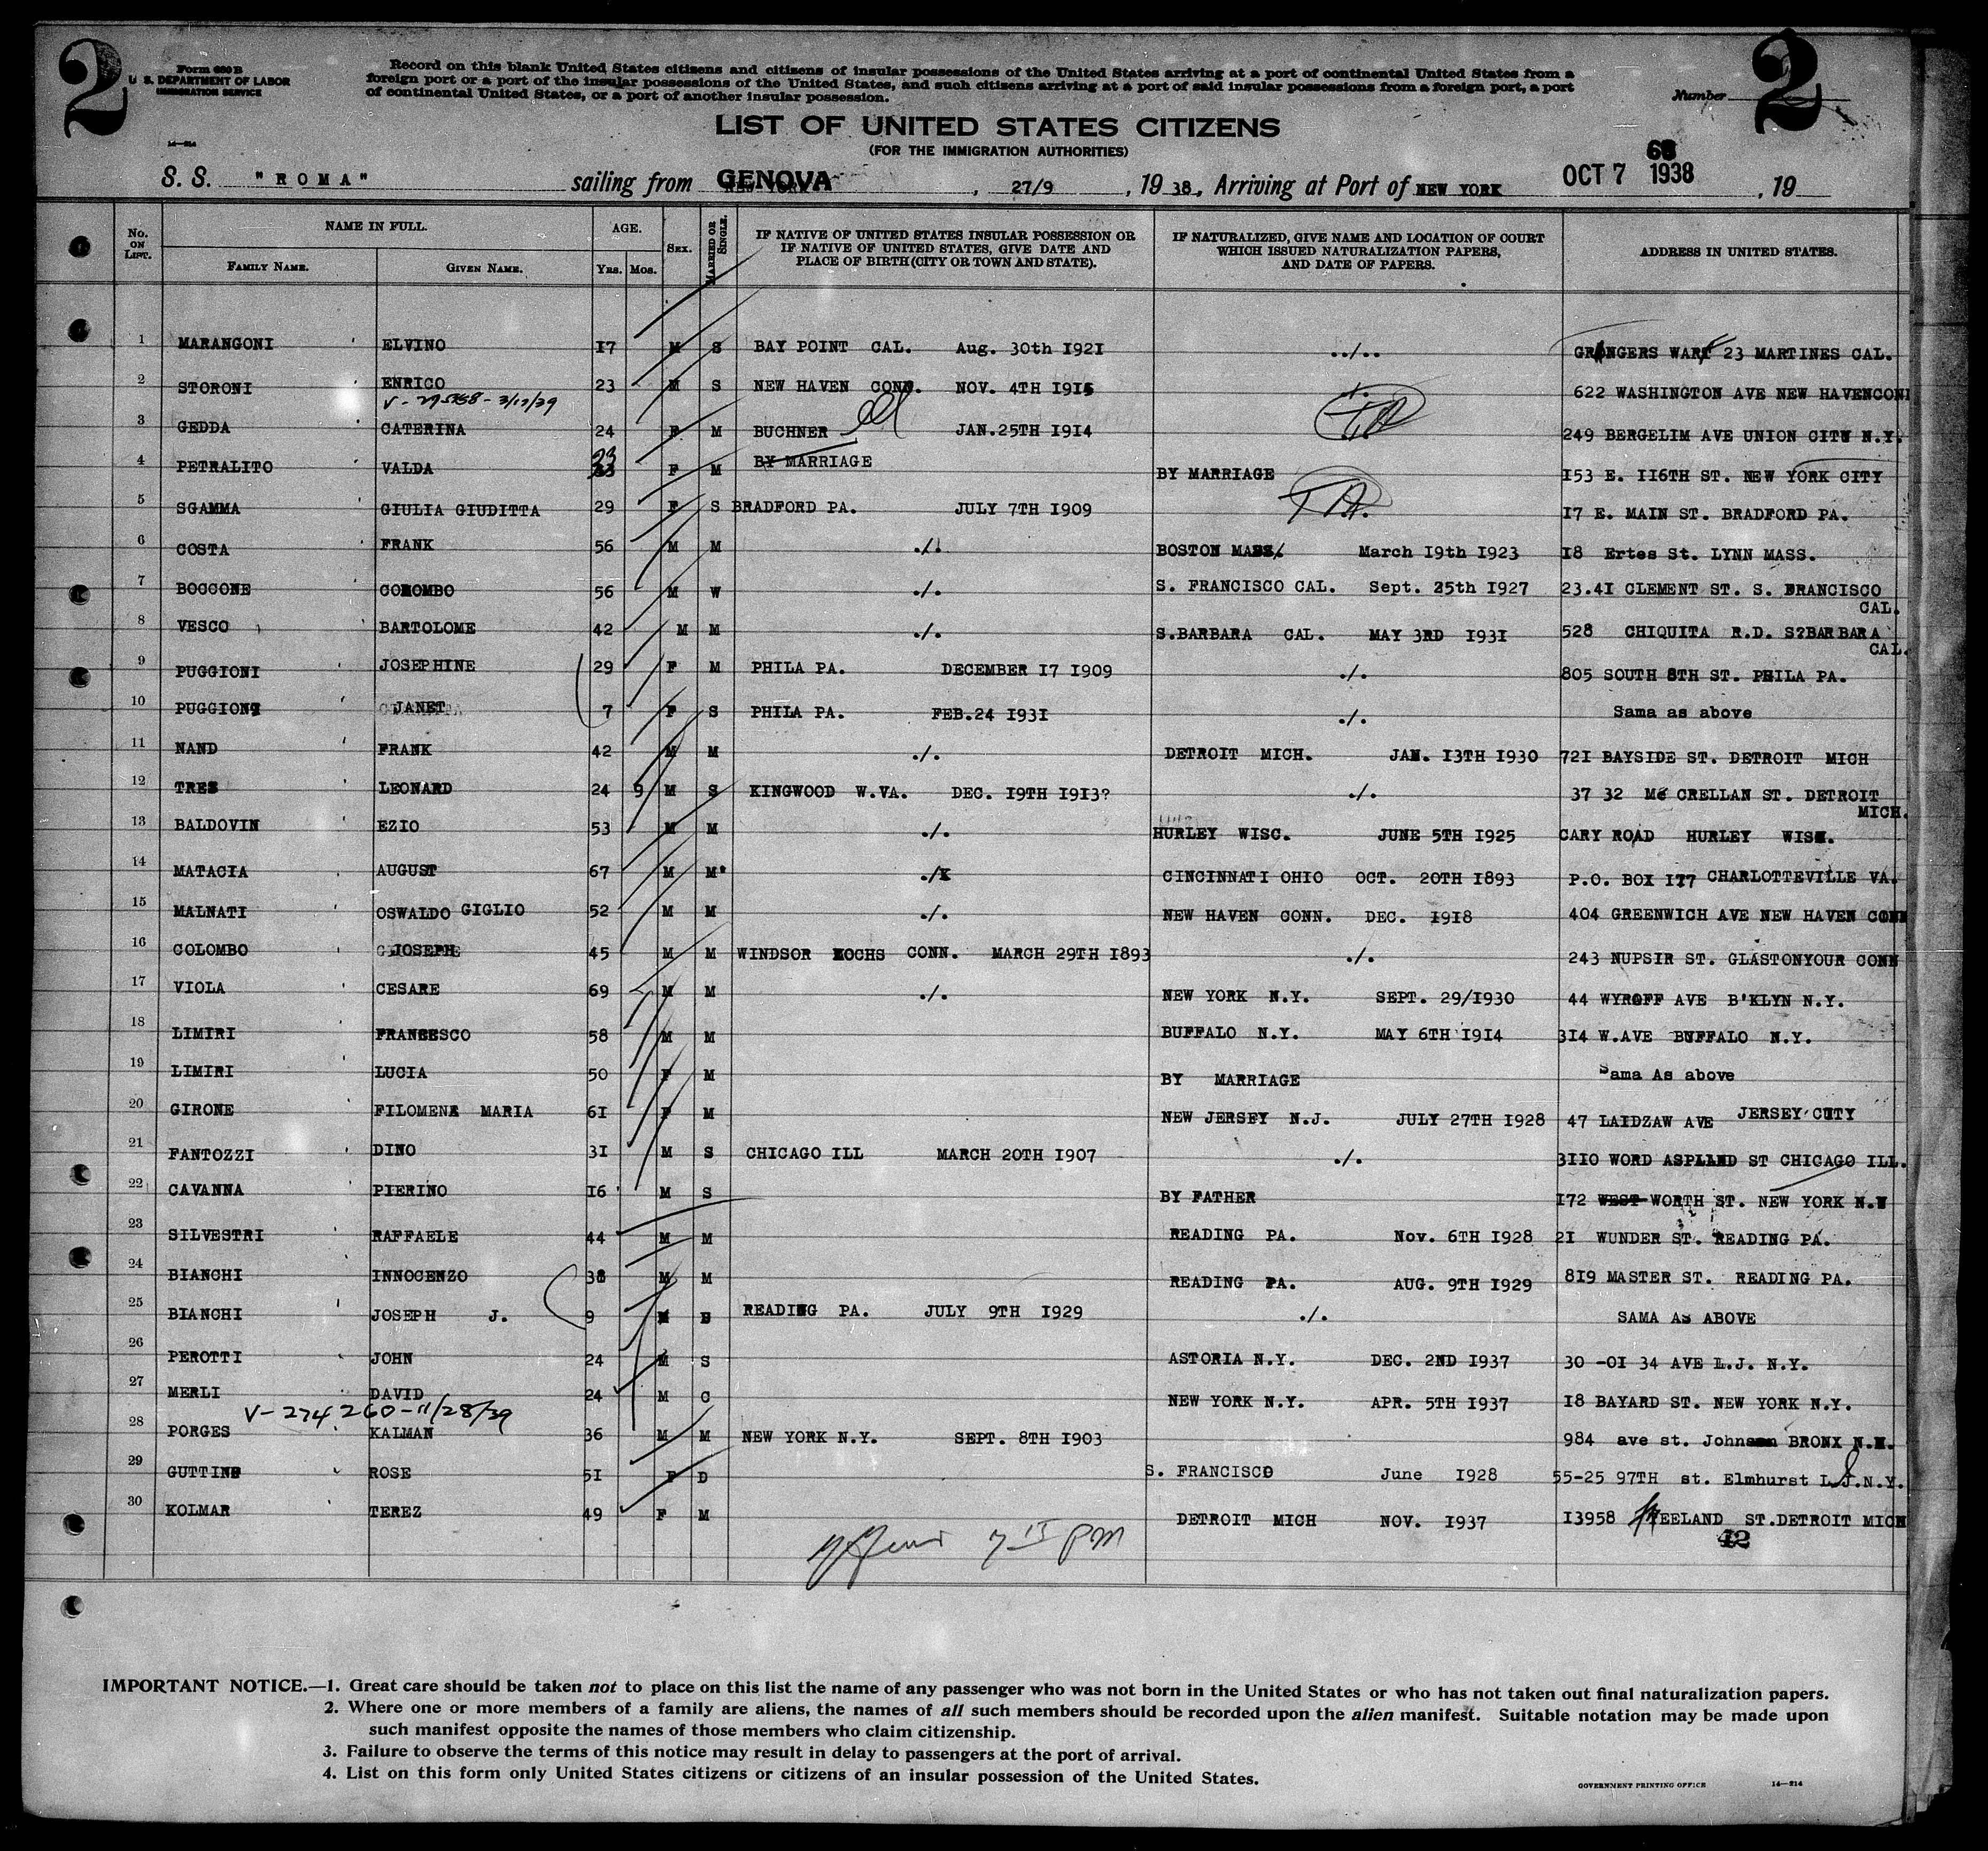 2
2
Form 630 B
U. S. DEPARTMENT OF LABOR
IMMIGRATION SERVICE
Record on this blank United States citizens and citizens of insular possessions of the United States arriving at a port of continental United States from a
foreign port or a port of the insular possessions of the United States, and such citizens arriving at a port of said insular possessions from a foreign port, a port
of continental United States, or a port of another insular possession.
Number
14—214
LIST OF UNITED STATES CITIZENS
(FOR THE IMMIGRATION AUTHORITIES)
S. S. "ROMA" sailing from GENOVA, 27/9, 19 38, Arriving at Port of NEW YORK OCT 7 1938, 19
No. ON LIST.
NAME IN FULL.
FAMILY NAME. GIVEN NAME.
AGE.
YRS. MOS.
SEX.
MARRIED OR SINGLE.
IF NATIVE OF UNITED STATES INSULAR POSSESSION OR
IF NATIVE OF UNITED STATES, GIVE DATE AND
PLACE OF BIRTH (CITY OR TOWN AND STATE).
IF NATURALIZED, GIVE NAME AND LOCATION OF COURT
WHICH ISSUED NATURALIZATION PAPERS,
AND DATE OF PAPERS.
ADDRESS IN UNITED STATES.
1 MARANGONI ELVINO 17 M S BAY POINT CAL. Aug. 30th 1921 ../.. GRANGERS WARF 23 MARTINES CAL.
2 STORONI ENRICO 23 M S NEW HAVEN CONN. NOV. 4TH 1915 622 WASHINGTON AVE NEW HAVEN CONN
3 GEDDA CATERINA 24 F M BUCHNER JAN.25TH 1914 249 BERGELIM AVE UNION CITY N.Y.
4 PETRALITO VALDA 23 F M BY MARRIAGE BY MARRIAGE 153 E. 116TH ST. NEW YORK CITY
5 SGAMMA GIULIA GIUDITTA 29 F S BRADFORD PA. JULY 7TH 1909 17 E. MAIN ST. BRADFORD PA.
6 COSTA FRANK 56 M M ./. BOSTON MASS. March 19th 1923 18 Ertes St. LYNN MASS.
7 BOCCONE COLOMBO 56 M W ./. S. FRANCISCO CAL. Sept. 25th 1927 23.41 CLEMENT ST. S. FRANCISCO
CAL.
8 VESCO BARTOLOME 42 M M ./. S.BARBARA CAL. MAY 3RD 1931 528 CHIQUITA R.D. S?BARBARA
CAL.
9 PUGGIONI JOSEPHINE 29 F M PHILA PA. DECEMBER 17 1909 ./. 805 SOUTH 8TH ST. PHILA PA.
10 PUGGIONI JANET 7 F S PHILA PA. FEB.24 1931 ./. Sama as above
11 NAND FRANK 42 M M ./. DETROIT MICH. JAN. 13TH 1930 721 BAYSIDE ST. DETROIT MICH
12 TRES LEONARD 24 9 M S KINGWOOD W.VA. DEC. 19TH 1913? ./. 37 32 Mc CRELLAN ST. DETROIT
MICH.
13 BALDOVIN EZIO 53 M M ./. HURLEY WISC. JUNE 5TH 1925 CARY ROAD HURLEY WISC.
14 MATACIA AUGUST 67 M M ./. CINCINNATI OHIO OCT. 20TH 1893 P.O. BOX 177 CHARLOTTEVILLE VA.
15 MALNATI OSWALDO GIGLIO 52 M M ./. NEW HAVEN CONN. DEC. 1918 404 GREENWICH AVE NEW HAVEN CONN
16 COLOMBO JOSEPH 45 M M WINDSOR CONN. MARCH 29TH 1893 ./. 243 NUPSIR ST. GLASTONYOUR CONN
17 VIOLA CESARE 69 M M ./. NEW YORK N.Y. SEPT. 29/1930 44 WYROFF AVE B'KLYN N.Y.
18 LIMIRI FRANCESCO 58 M M BUFFALO N.Y. MAY 6TH 1914 314 W.AVE BUFFALO N.Y.
19 LIMIRI LUCIA 50 F M BY MARRIAGE Sama As above
20 GIRONE FILOMENA MARIA 61 F M NEW JERSEY N.J. JULY 27TH 1928 47 LAIDZAW AVE JERSEY CITY
21 FANTOZZI DINO 31 M S CHICAGO ILL MARCH 20TH 1907 ./. 3110 WORD ST CHICAGO ILL.
22 CAVANNA PIERINO 16 M S BY FATHER 172 WEST WORTH ST. NEW YORK N.Y
23 SILVESTRI RAFFAELE 44 M M READING PA. Nov. 6TH 1928 21 WUNDER ST. READING PA.
24 BIANCHI INNOCENZO 38 M M READING PA. AUG. 9TH 1929 819 MASTER ST. READING PA.
25 BIANCHI JOSEPH J. 9 READING PA. JULY 9TH 1929 ./. SAMA AS ABOVE
26 PEROTTI JOHN 24 M S ASTORIA N.Y. DEC. 2ND 1937 30 -01 34 AVE L.J. N.Y.
27 MERLI DAVID 24 M C NEW YORK N.Y. APR. 5TH 1937 18 BAYARD ST. NEW YORK N.Y.
V-274260-11/28/39
28 PORGES KALMAN 36 M M NEW YORK N.Y. SEPT. 8TH 1903 984 ave st. John BRONX N.Y.
29 ROSE 51 F D S. FRANCISCO June 1928 55-25 97TH st. Elmhurst L.J.N.Y.
30 KOLMAR TEREZ 49 F M DETROIT MICH NOV. 1937 13958 ST.DETROIT MICH
42
7 15 PM
IMPORTANT NOTICE.—1. Great care should be taken not to place on this list the name of any passenger who was not born in the United States or who has not taken out final naturalization papers.
2. Where one or more members of a family are aliens, the names of all such members should be recorded upon the alien manifest. Suitable notation may be made upon
such manifest opposite the names of those members who claim citizenship.
3. Failure to observe the terms of this notice may result in delay to passengers at the port of arrival.
4. List on this form only United States citizens or citizens of an insular possession of the United States.
GOVERNMENT PRINTING OFFICE 14—214